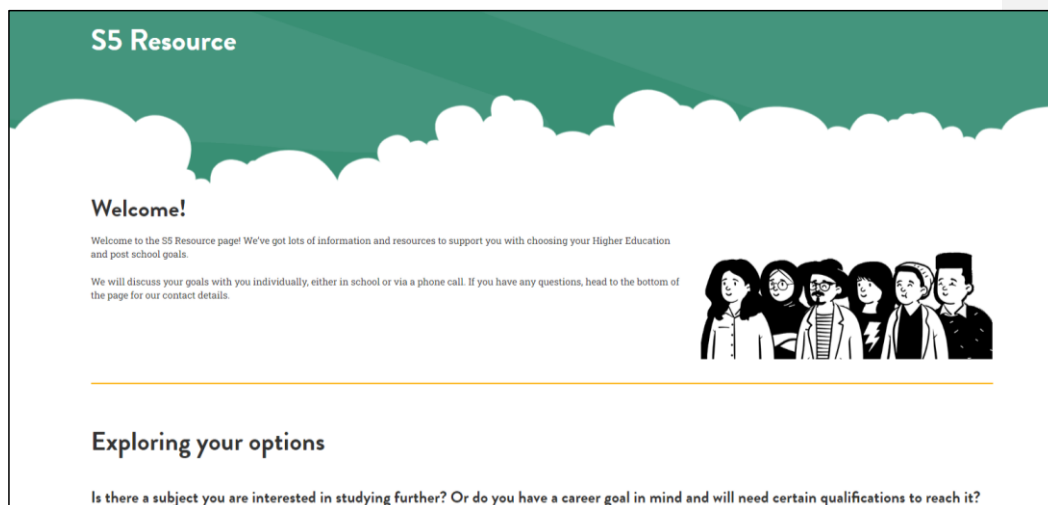 S5 Resource
Welcome!
Welcome to the S5 Resource page! We've got lots of information and resources to support you with choosing your Higher Education
and post school goals.
We will discuss your goals with you individually, either in school or via a phone call. If you have any questions, head to the bottom of
the page for our contact details.
Exploring your options
Is there a subject you are interested in studying further? Or do you have a career goal in mind and will need certain qualifications to reach it?